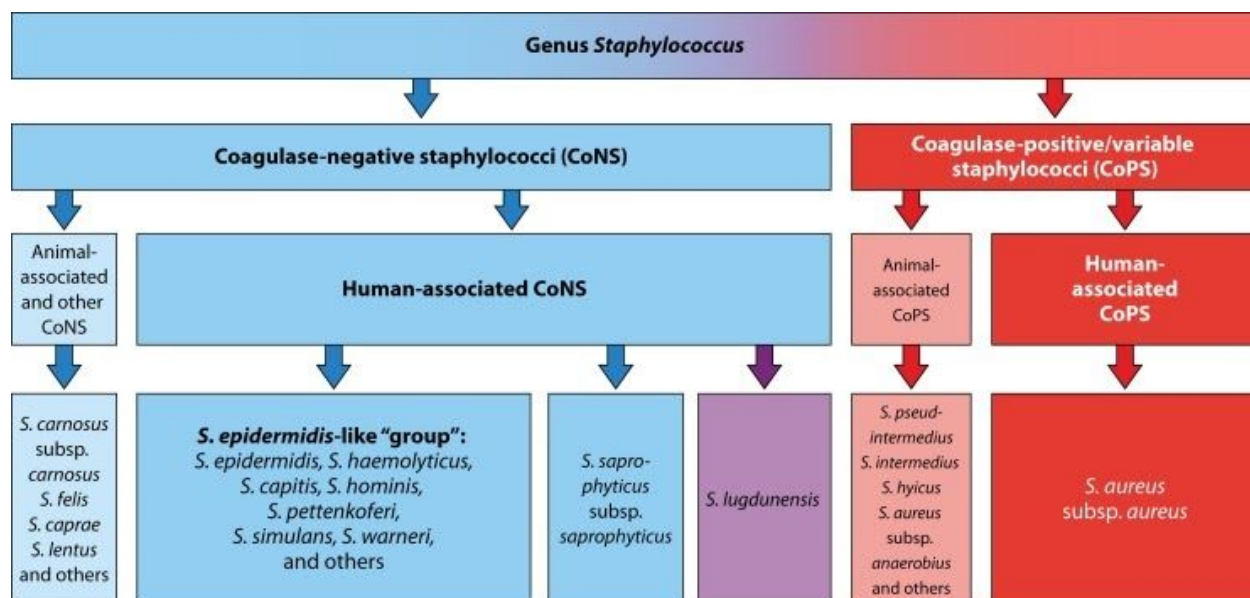 Genus Staphylococcus
Coagulase-negative staphylococci (CoNS)
Coagulase-positive/variable
staphylococci (CoPS)
Animal-
associated
and other
CoNS
Human-associated CoNS
Animal-
associated
CoPS
Human-
associated
CoPS
S. carnosus
subsp.
carnosus
S. felis
S. caprae
S. lentus
and others
S. epidermidis-like “group”:
S. epidermidis, S. haemolyticus,
S. capitis, S. hominis,
S. pettenkoferi,
S. simulans, S. warneri,
and others
S. sapro-
phyticus
subsp.
saprophyticus
S. lugdunensis
S. pseud-
intermedius
S. intermedius
S. hyicus
S. aureus
subsp.
anaerobius
and others
S. aureus
subsp. aureus